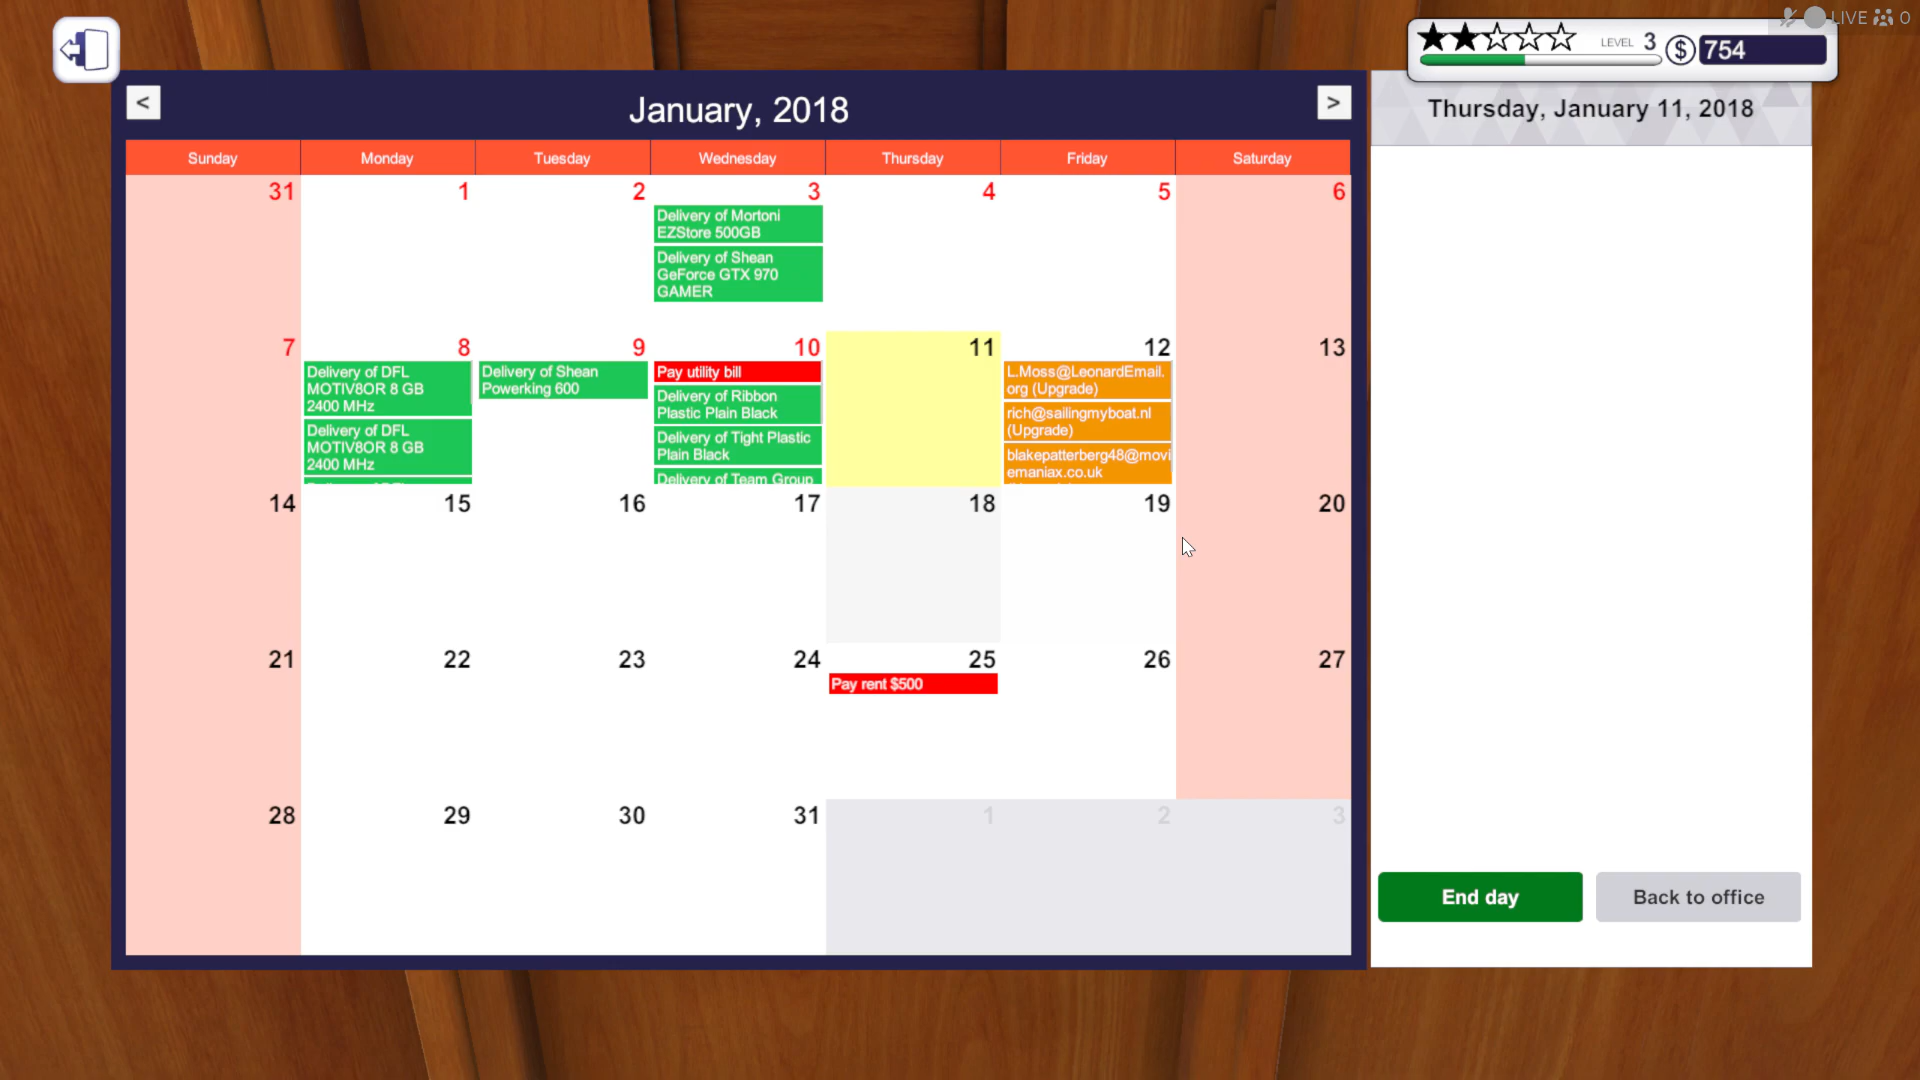 LIVE 0
LEVEL 3 $ 754
< January, 2018 >
Thursday, January 11, 2018
Sunday Monday Tuesday Wednesday Thursday Friday Saturday
31 1 2 3 4 5 6
Delivery of Mortoni
EZStore 500GB
Delivery of Shean
GeForce GTX 970
GAMER
7 8 9 10 11 12 13
Delivery of DFL
MOTIV8OR 8 GB
2400 MHz
Delivery of DFL
MOTIV8OR 8 GB
2400 MHz
Delivery of Shean
Powerking 600
Pay utility bill
Delivery of Ribbon
Plastic Plain Black
Delivery of Tight Plastic
Plain Black
Delivery of Team Group
L.Moss@LeonardEmail.
org (Upgrade)
rich@sailingmyboat.nl
(Upgrade)
blakepatterberg48@movi
emaniax.co.uk
14 15 16 17 18 19 20
21 22 23 24 25 26 27
Pay rent $500
28 29 30 31 1 2 3
End day Back to office